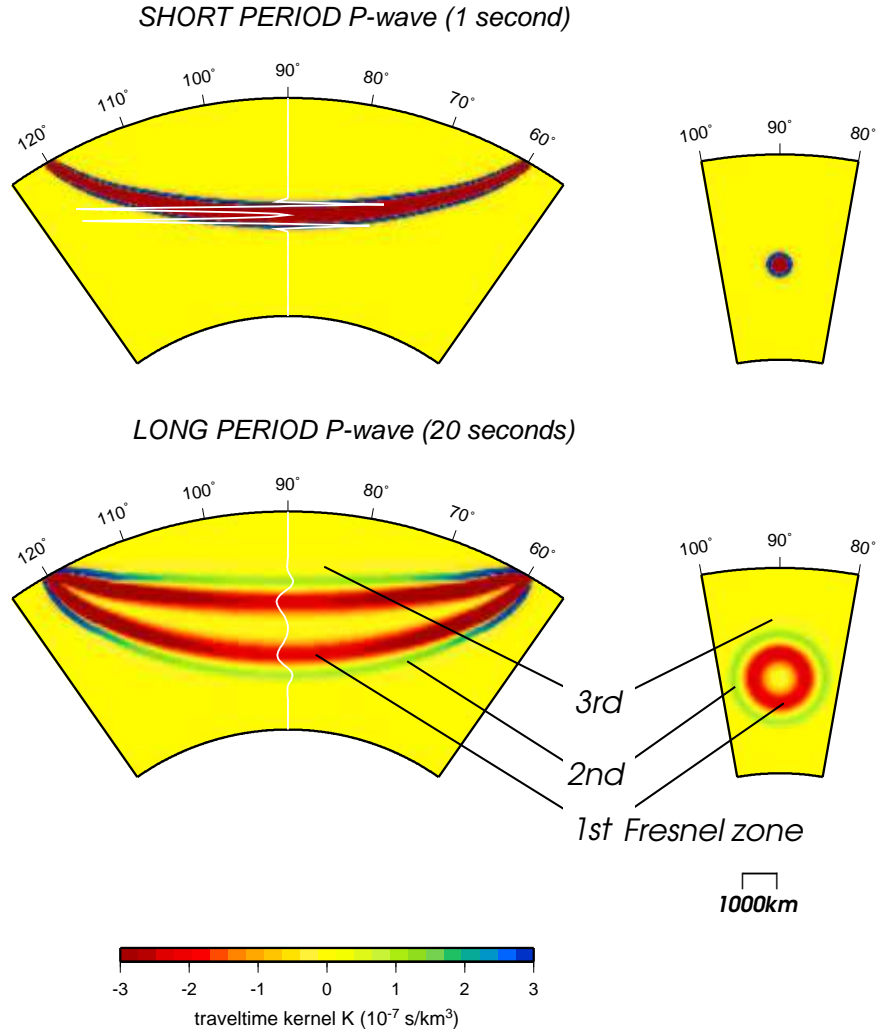 SHORT PERIOD P-wave (1 second)
120° 110° 100° 90° 80° 70° 60°
100° 90° 80°
LONG PERIOD P-wave (20 seconds)
120° 110° 100° 90° 80° 70° 60°
100° 90° 80°
3rd
2nd
1st Fresnel zone
1000km
-3 -2 -1 0 1 2 3
traveltime kernel K (10⁻⁷ s/km³)